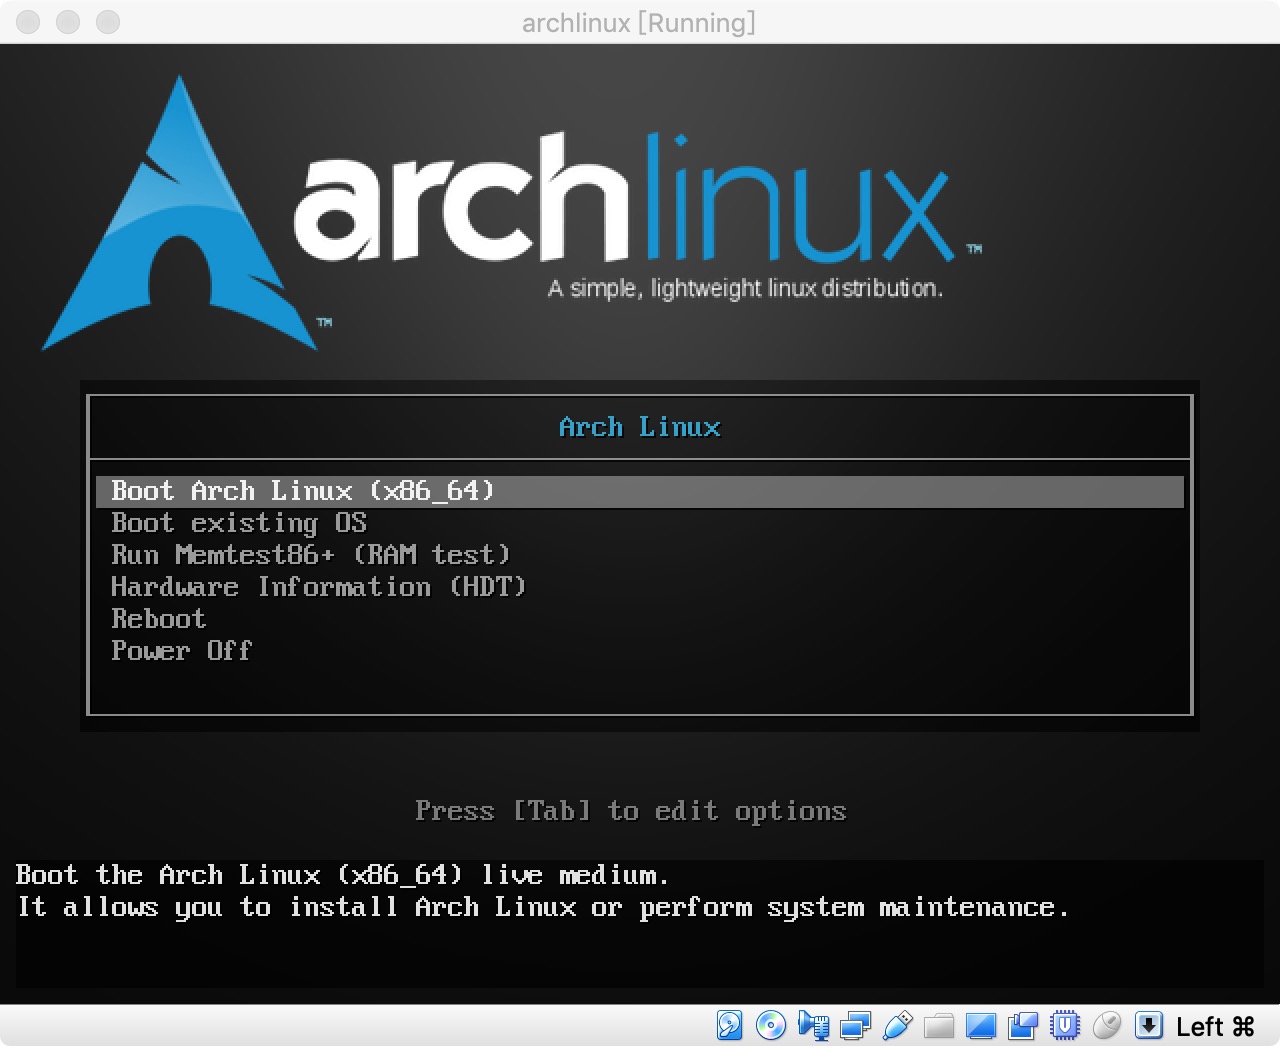 archlinux [Running]
archlinux ™
A simple, lightweight linux distribution.
™
Arch Linux
Boot Arch Linux (x86_64)
Boot existing OS
Run Memtest86+ (RAM test)
Hardware Information (HDT)
Reboot
Power Off
Press [Tab] to edit options
Boot the Arch Linux (x86_64) live medium.
It allows you to install Arch Linux or perform system maintenance.
Left ⌘